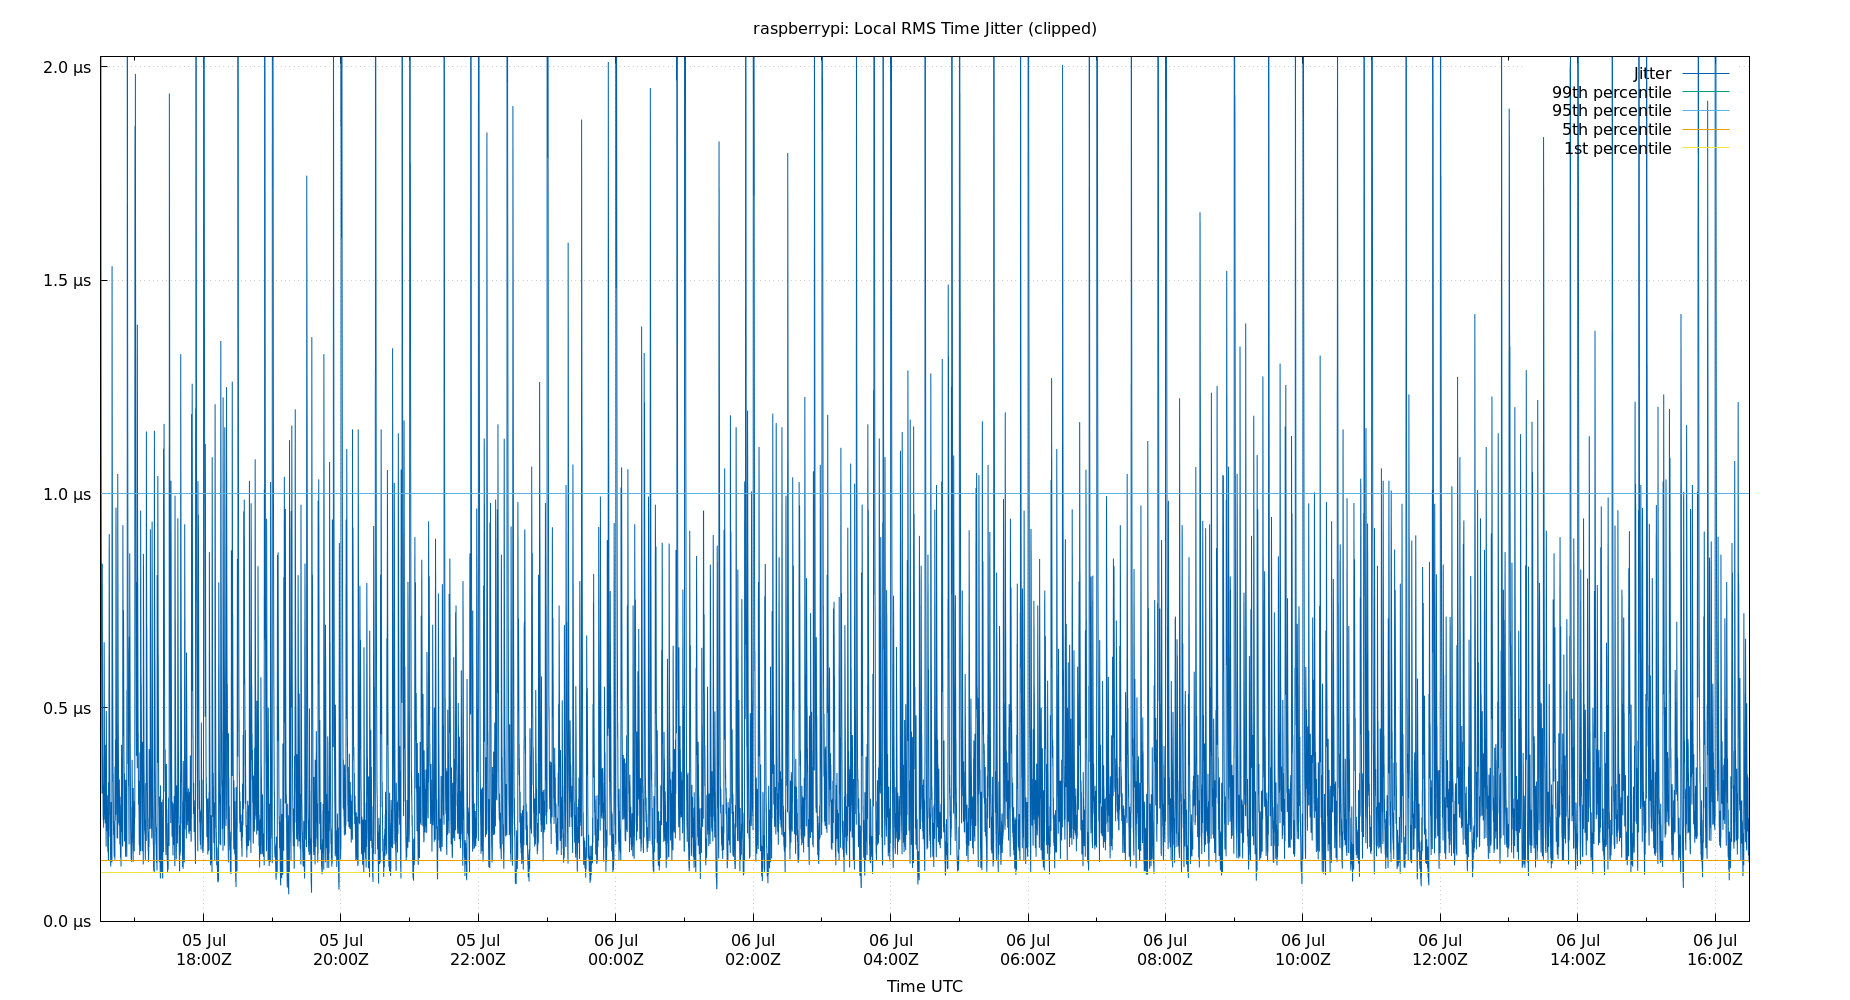 raspberrypi: Local RMS Time Jitter (clipped)
2.0 μs
1.5 μs
1.0 μs
0.5 μs
0.0 μs
Jitter
99th percentile
95th percentile
5th percentile
1st percentile
05 Jul 05 Jul 05 Jul 06 Jul 06 Jul 06 Jul 06 Jul 06 Jul 06 Jul 06 Jul 06 Jul 06 Jul
18:00Z 20:00Z 22:00Z 00:00Z 02:00Z 04:00Z 06:00Z 08:00Z 10:00Z 12:00Z 14:00Z 16:00Z
Time UTC